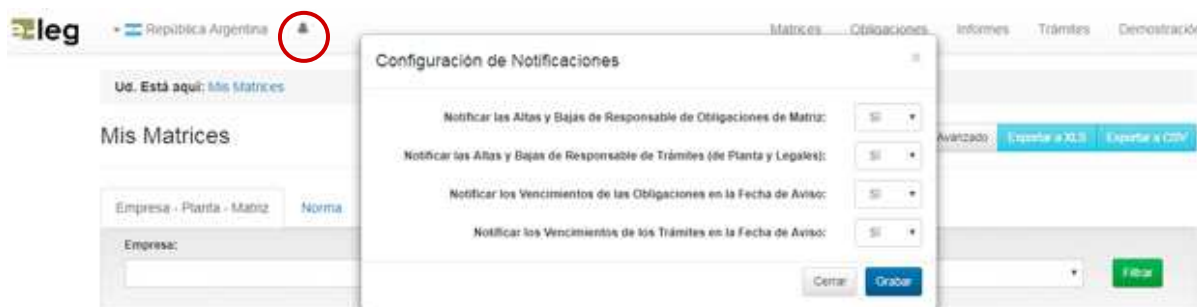 eleg República Argentina Matrices Obligaciones Informes Trámites Demostración
Configuración de Notificaciones ×
Ud. Está aquí: Mis Matrices
Notificar las Altas y Bajas de Responsable de Obligaciones de Matriz: SI
Mis Matrices
Avanzado Exportar a XLS Exportar a CSV
Notificar las Altas y Bajas de Responsable de Trámites (de Planta y Legales): SI
Notificar los Vencimientos de las Obligaciones en la Fecha de Aviso: SI
Empresa - Planta - Matriz Norma
Notificar los Vencimientos de los Trámites en la Fecha de Aviso: SI
Empresa:
Cerrar Grabar
Filtrar